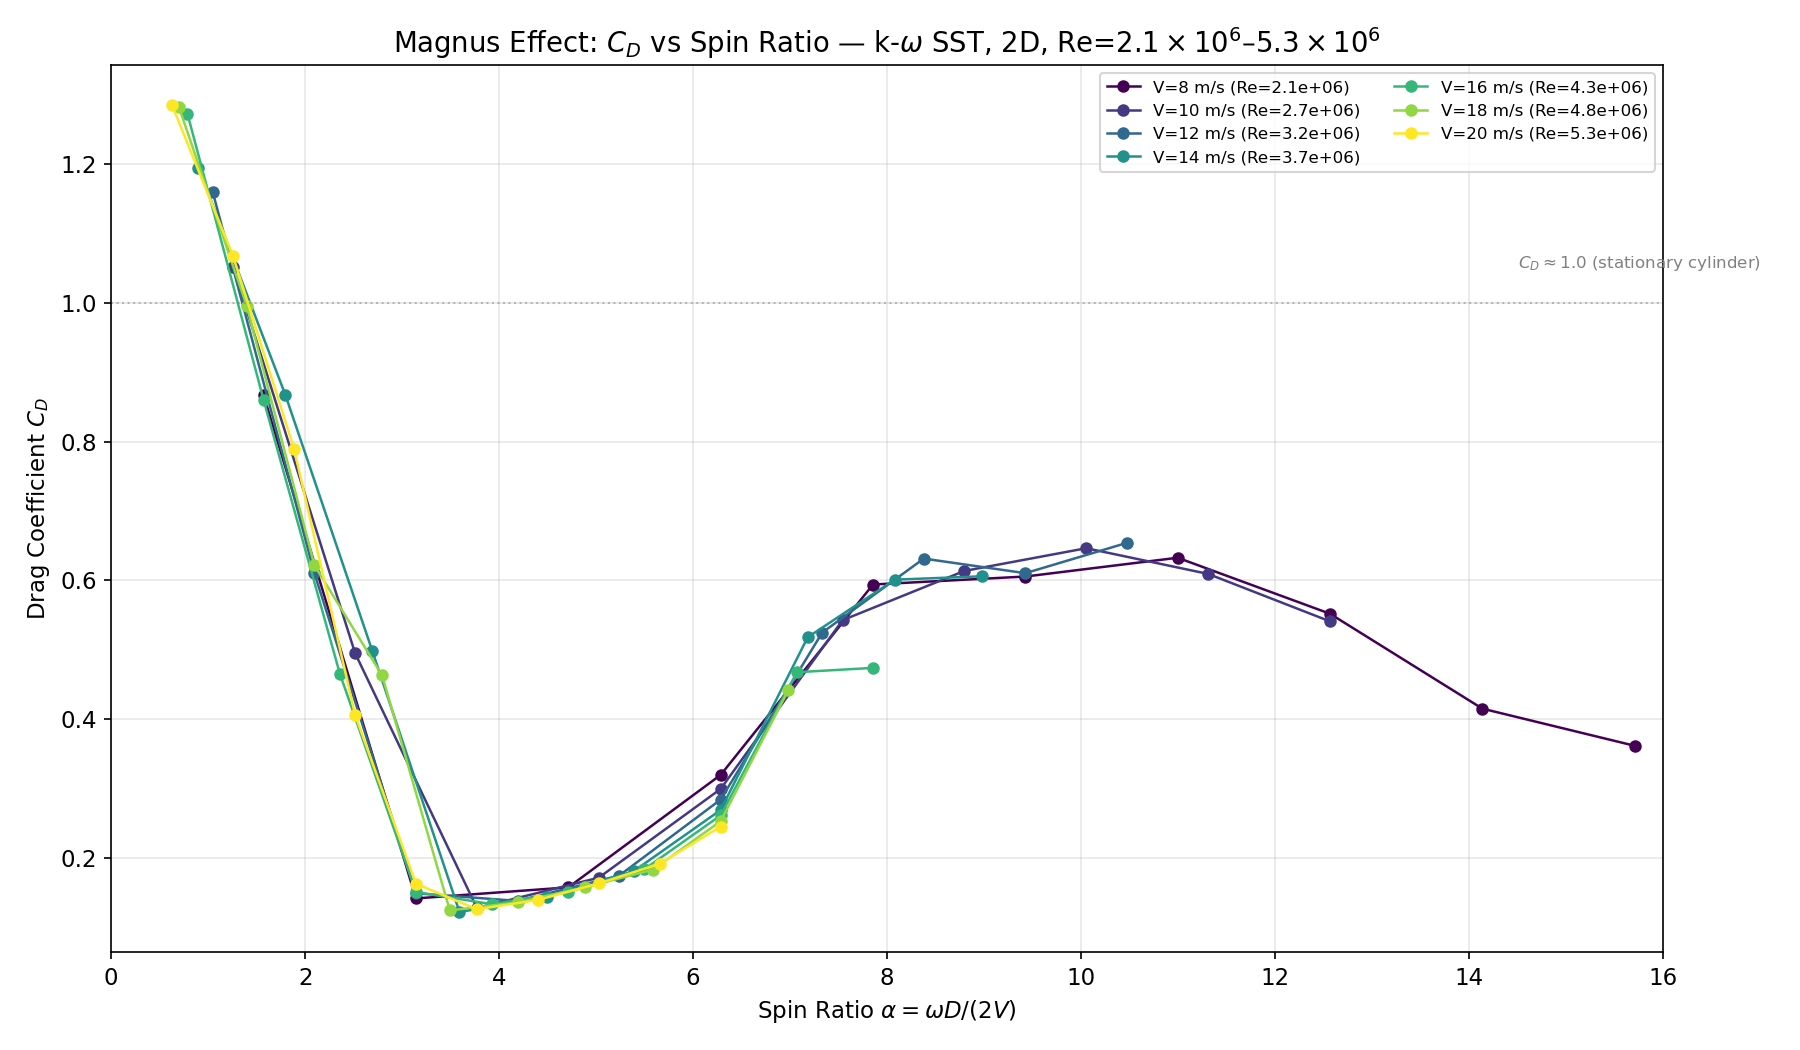 Magnus Effect: $C_D$ vs Spin Ratio — k-ω SST, 2D, Re=2.1 × 10⁶–5.3 × 10⁶
V=8 m/s (Re=2.1e+06)
V=10 m/s (Re=2.7e+06)
V=12 m/s (Re=3.2e+06)
V=14 m/s (Re=3.7e+06)
V=16 m/s (Re=4.3e+06)
V=18 m/s (Re=4.8e+06)
V=20 m/s (Re=5.3e+06)
$C_D$ ≈ 1.0 (stationary cylinder)
Drag Coefficient $C_D$
1.2
1.0
0.8
0.6
0.4
0.2
0 2 4 6 8 10 12 14 16
Spin Ratio α = ωD/(2V)